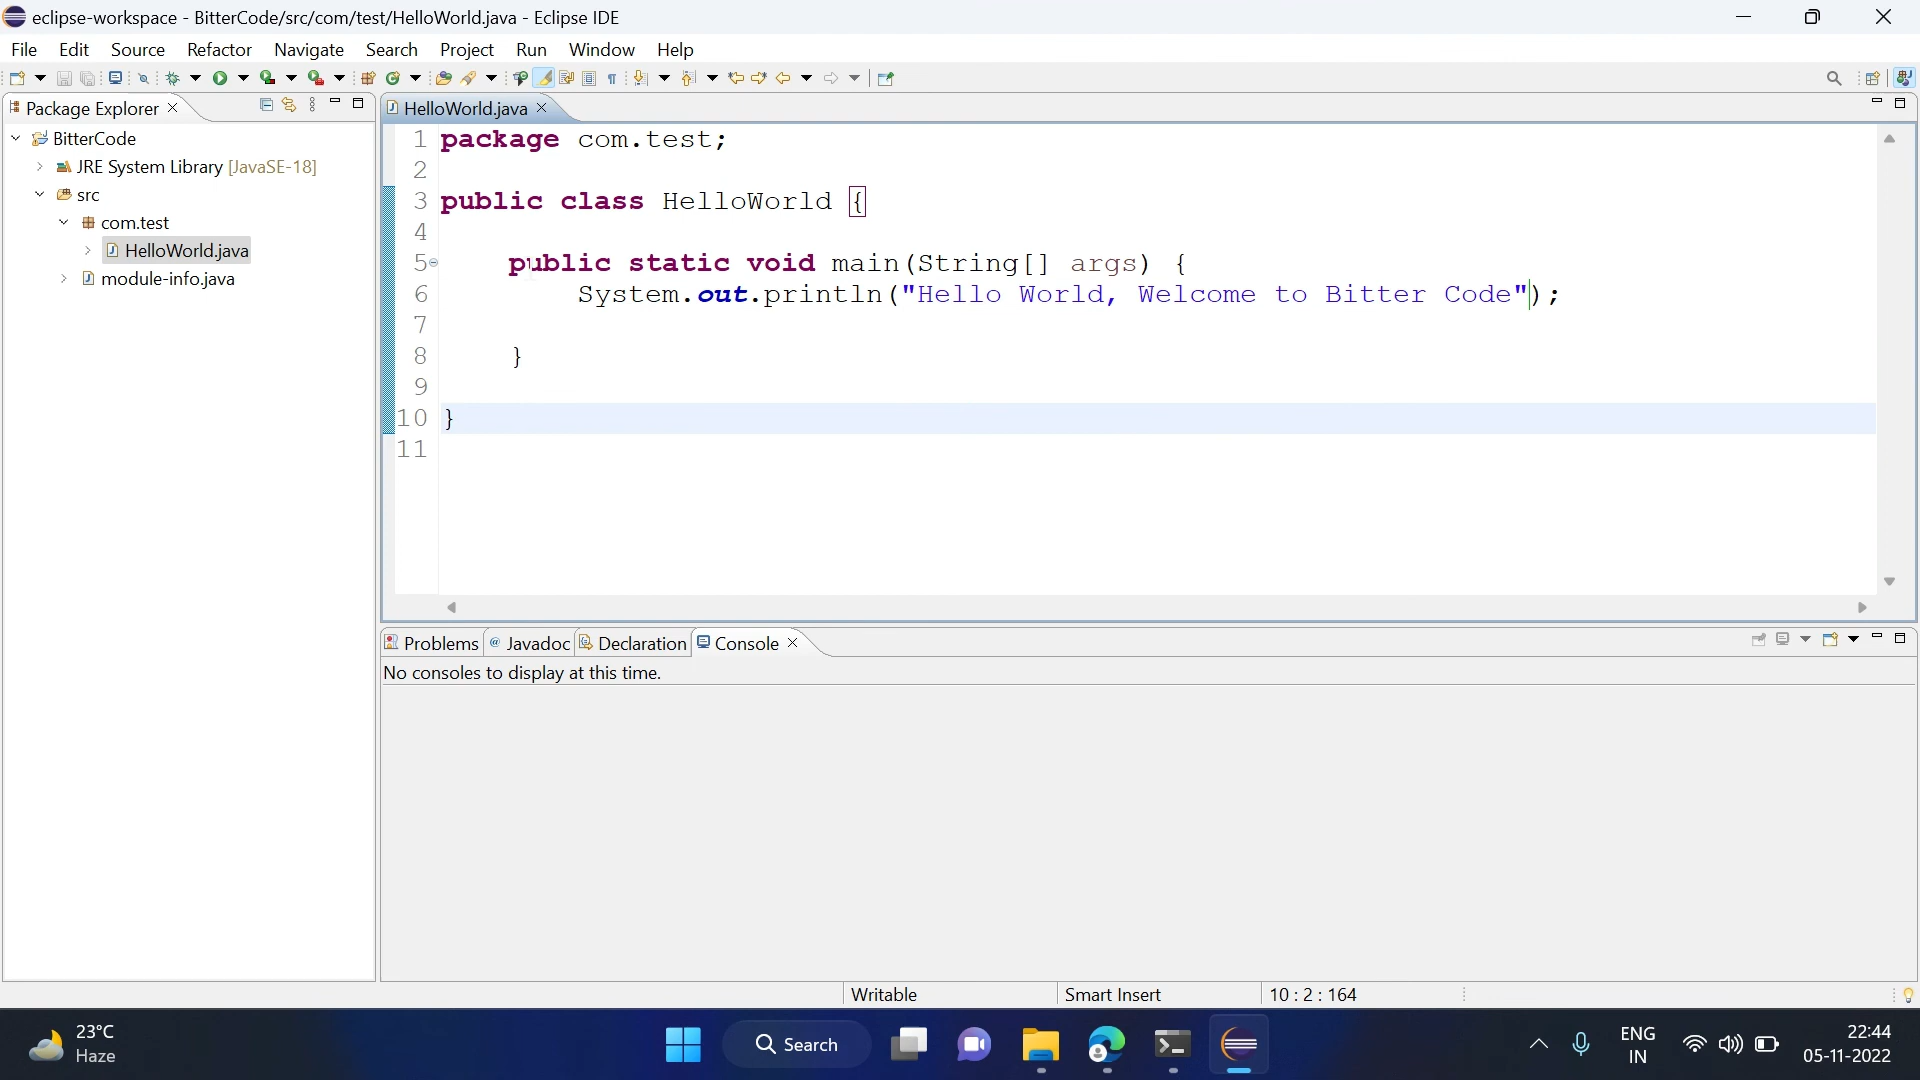 eclipse-workspace - BitterCode/src/com/test/HelloWorld.java - Eclipse IDE
File Edit Source Refactor Navigate Search Project Run Window Help
Package Explorer
BitterCode
JRE System Library [JavaSE-18]
src
com.test
HelloWorld.java
module-info.java
HelloWorld.java
1 package com.test;
2
3 public class HelloWorld {
4
5 public static void main(String[] args) {
6 System.out.println("Hello World, Welcome to Bitter Code");
7
8 }
9
10 }
11
Problems Javadoc Declaration Console
No consoles to display at this time.
Writable Smart Insert 10 : 2 : 164
23°C
Haze
Search
ENG
IN
22:44
05-11-2022